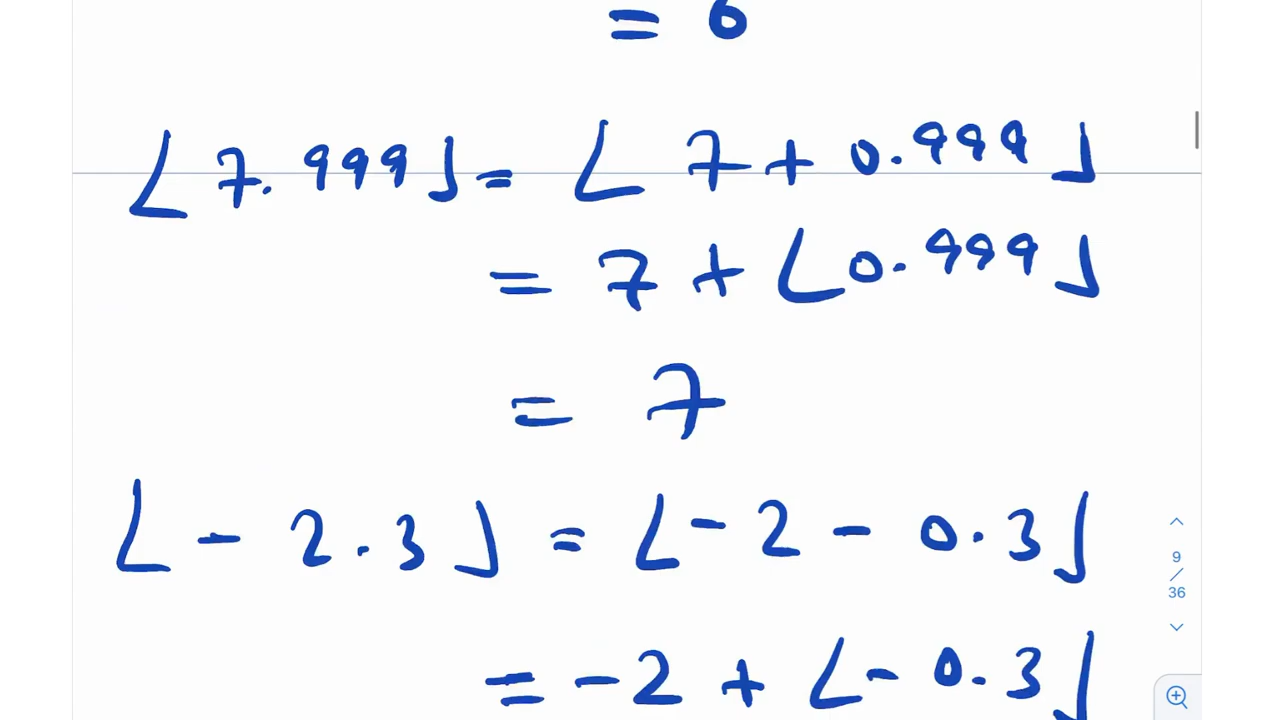 = 6
⌊7.999⌋ = ⌊7 + 0.999⌋
= 7 + ⌊0.999⌋
= 7
⌊- 2.3⌋ = ⌊- 2 - 0.3⌋
= -2 + ⌊- 0.3⌋
9
/
36